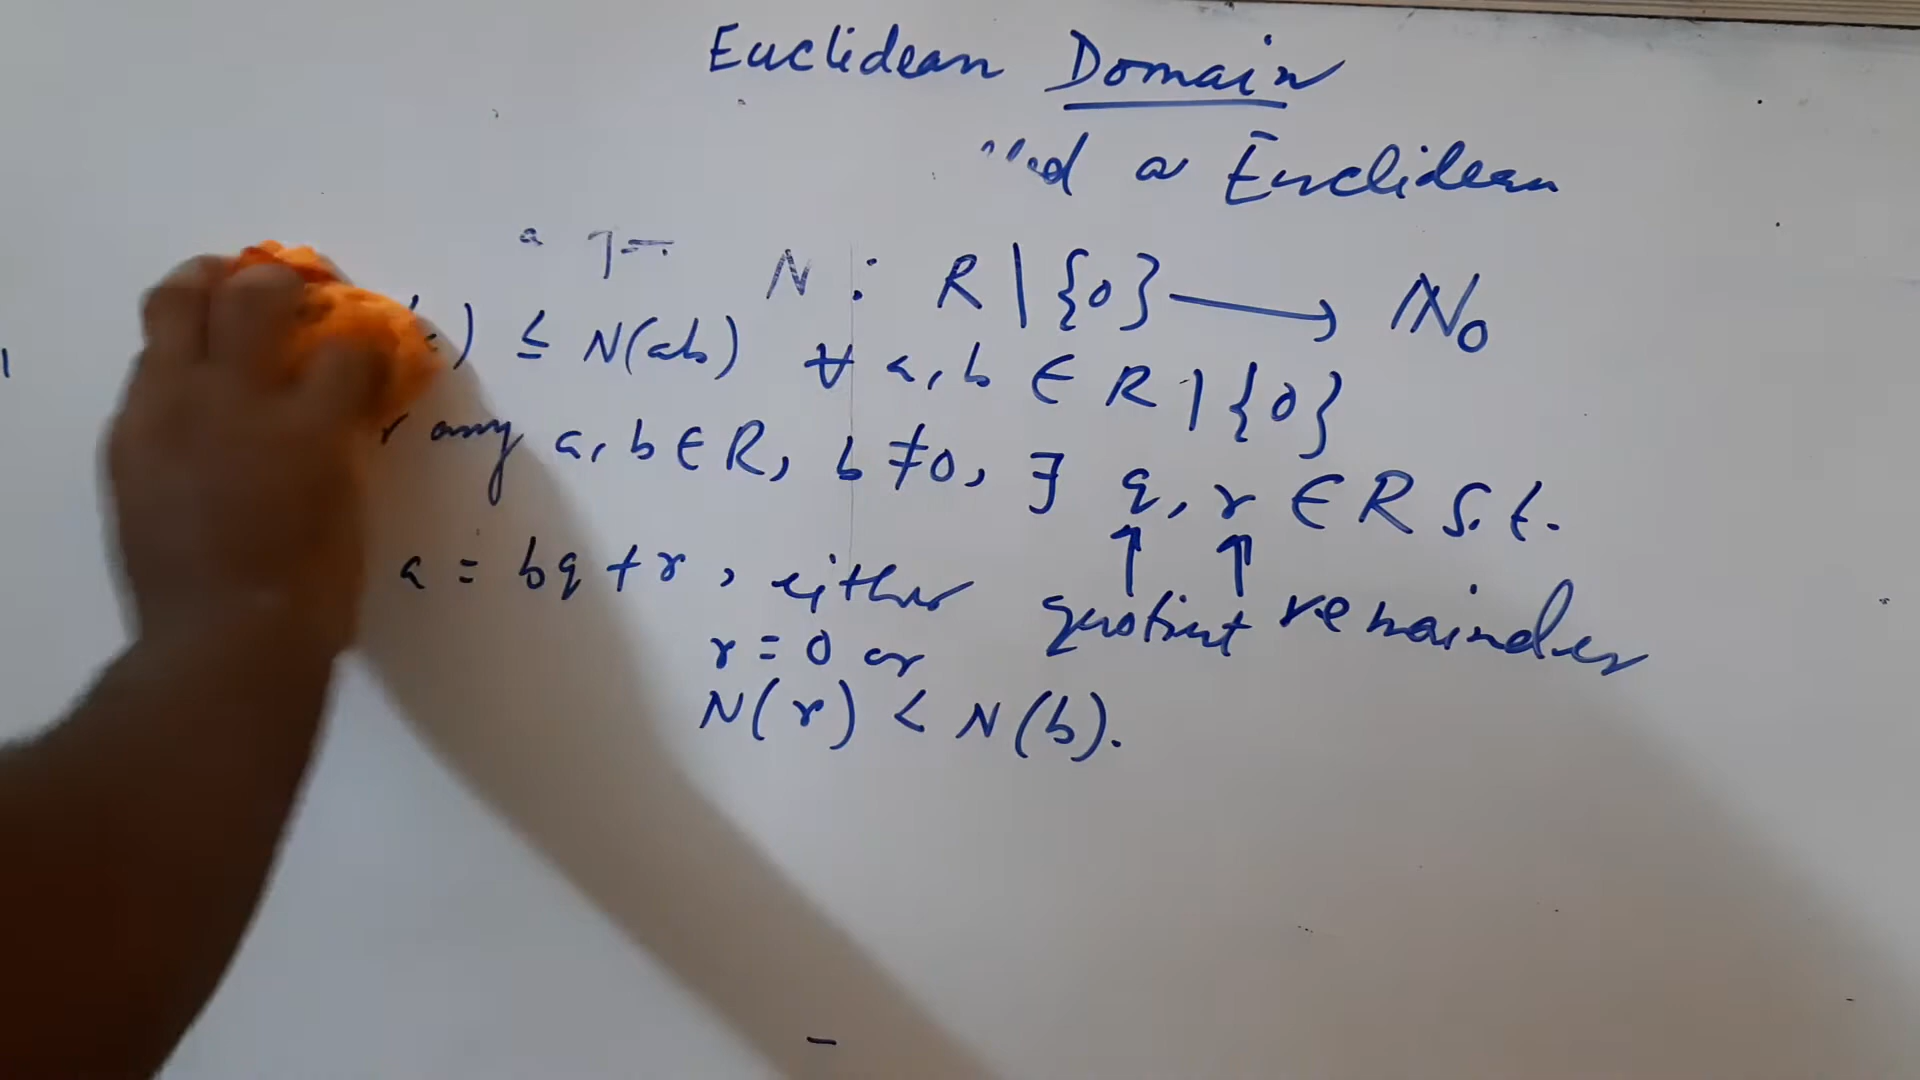 Euclidean Domain
a Euclidean
a N : R \ {0} ⟶ ℕ₀
) ≤ N(ab) ∀ a, b ∈ R \ {0}
any a, b ∈ R, b ≠ 0, ∃ q, r ∈ R s.t.
↑ ↑
a = bq + r, either quotient remainder
r = 0 or
N(r) < N(b).